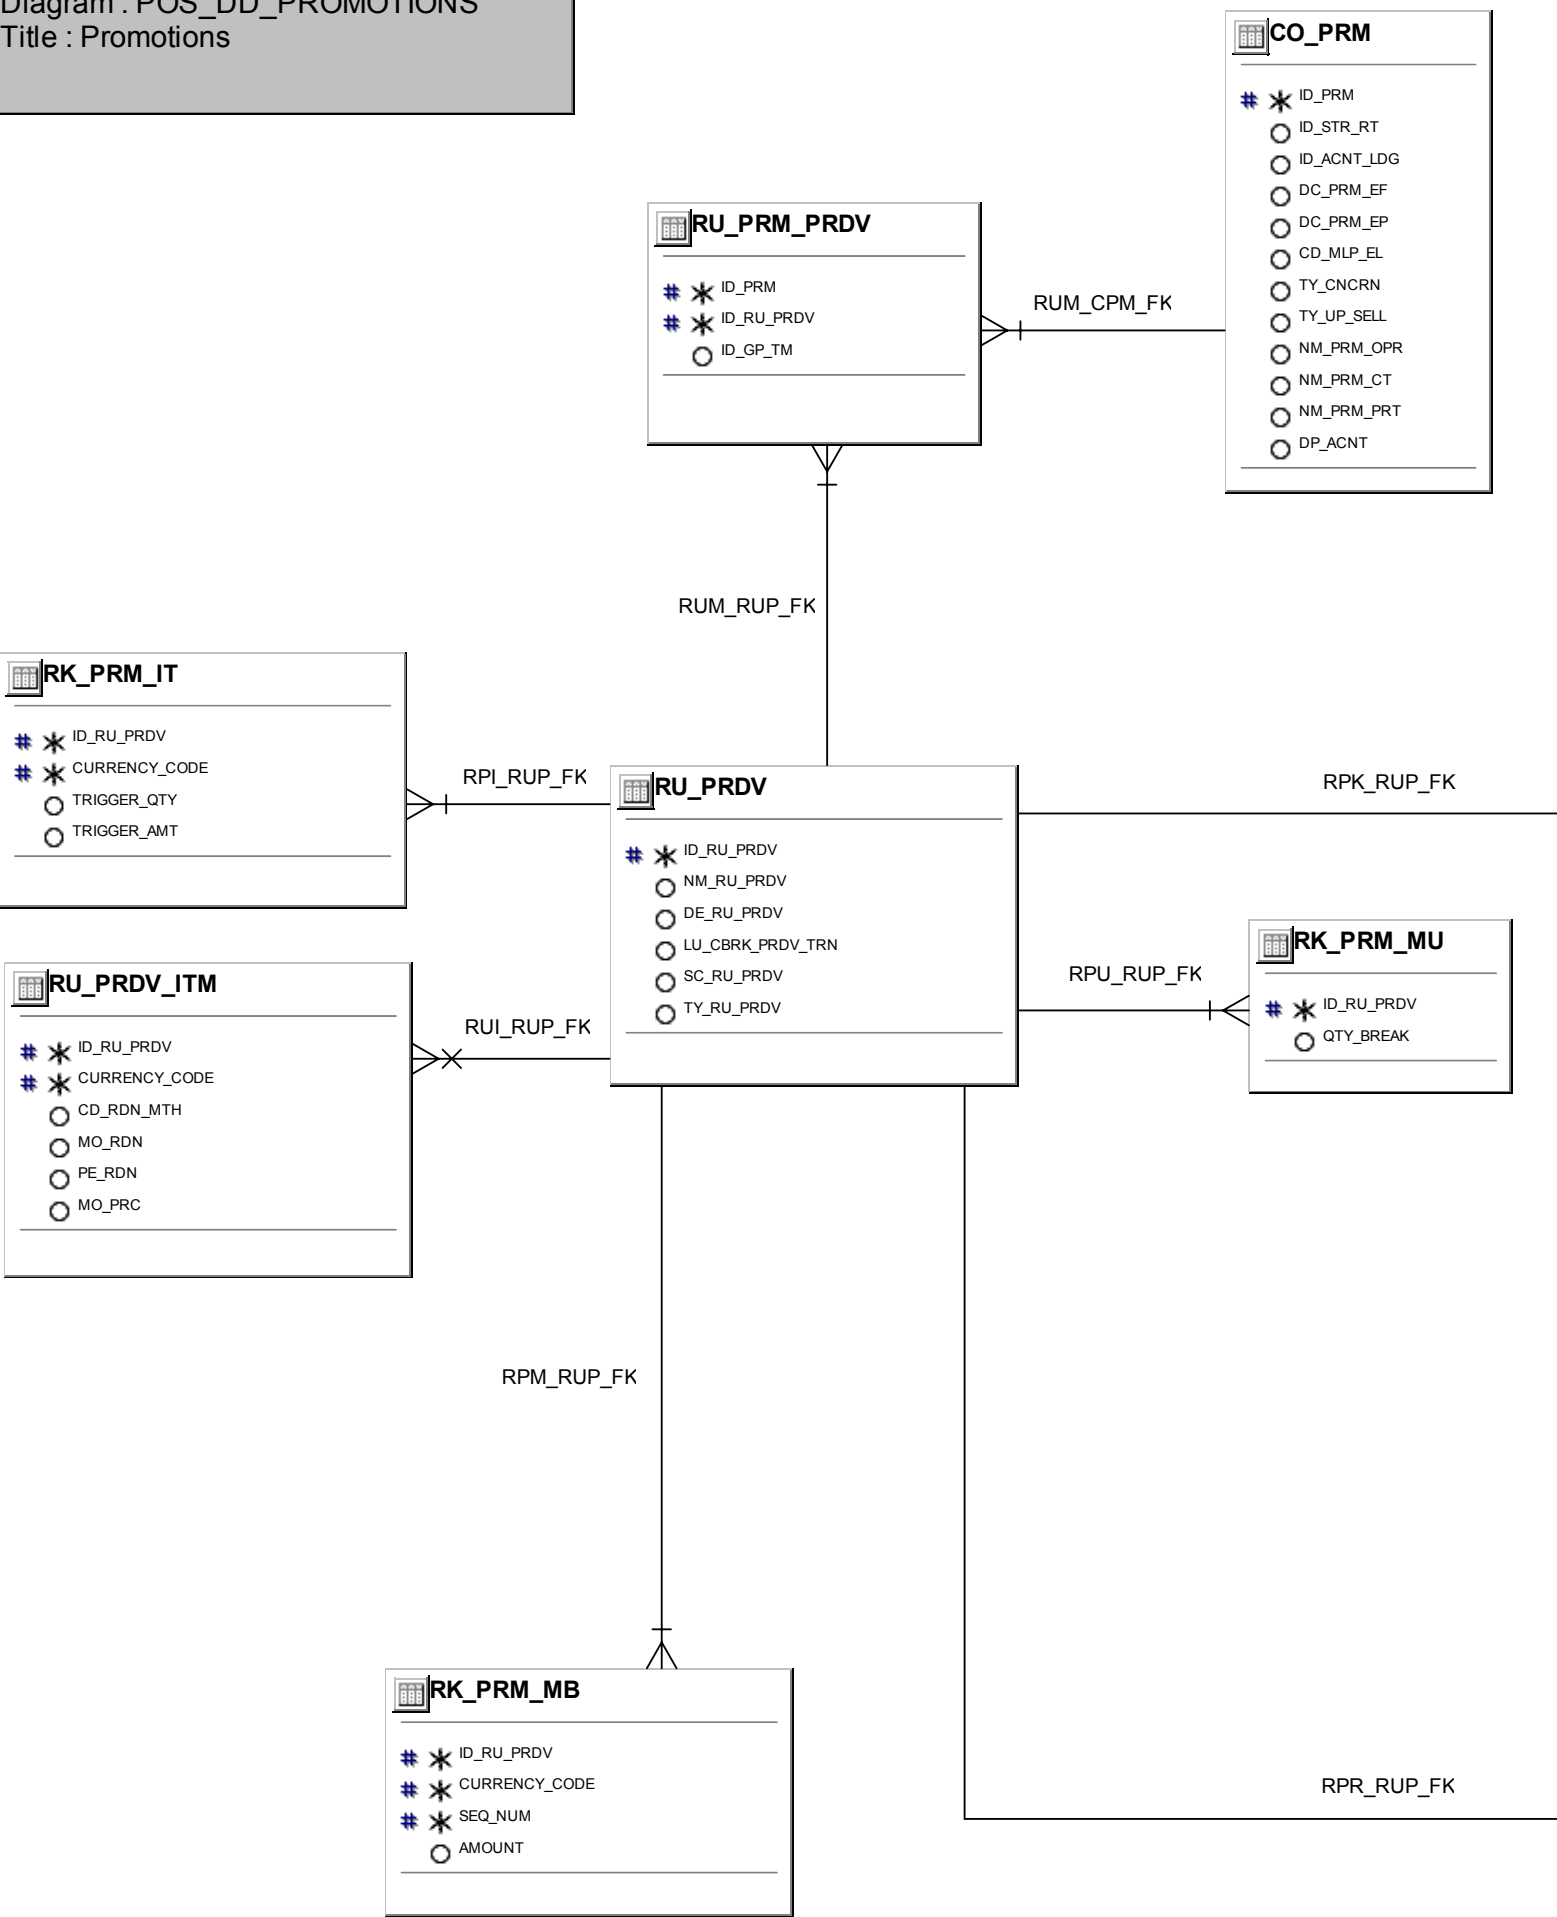 Diagram : POS_DD_PROMOTIONS
Title : Promotions
CO_PRM
# ID_PRM
ID_STR_RT
ID_ACNT_LDG
DC_PRM_EF
DC_PRM_EP
CD_MLP_EL
TY_CNCRN
TY_UP_SELL
NM_PRM_OPR
NM_PRM_CT
NM_PRM_PRT
DP_ACNT
RU_PRM_PRDV
# ID_PRM
# ID_RU_PRDV
ID_GP_TM
RUM_CPM_FK
RUM_RUP_FK
RK_PRM_IT
# ID_RU_PRDV
# CURRENCY_CODE
TRIGGER_QTY
TRIGGER_AMT
RPI_RUP_FK
RU_PRDV
# ID_RU_PRDV
NM_RU_PRDV
DE_RU_PRDV
LU_CBRK_PRDV_TRN
SC_RU_PRDV
TY_RU_PRDV
RPK_RUP_FK
RK_PRM_MU
# ID_RU_PRDV
QTY_BREAK
RPU_RUP_FK
RU_PRDV_ITM
# ID_RU_PRDV
# CURRENCY_CODE
CD_RDN_MTH
MO_RDN
PE_RDN
MO_PRC
RUI_RUP_FK
RPM_RUP_FK
RK_PRM_MB
# ID_RU_PRDV
# CURRENCY_CODE
# SEQ_NUM
AMOUNT
RPR_RUP_FK